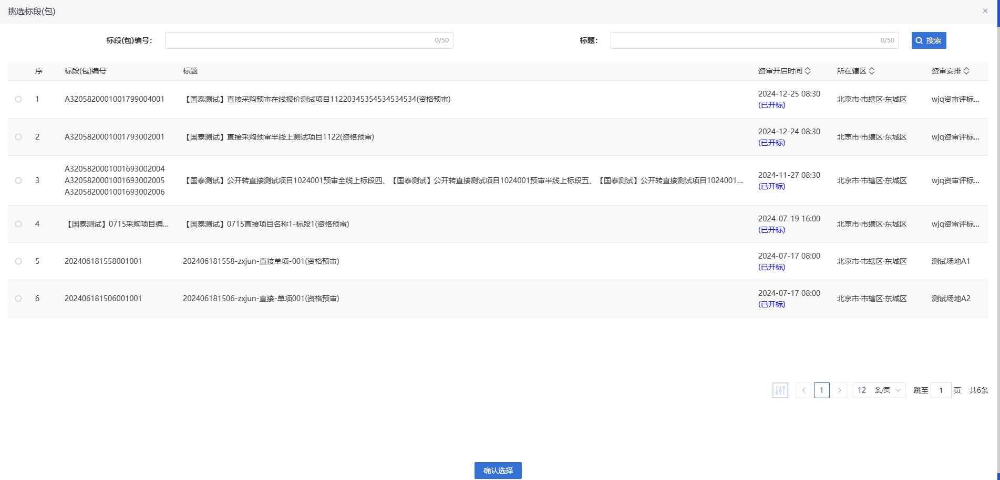 挑选标段(包)
标段(包)编号： 0/50 标题： 0/50 搜索
序 标段(包)编号 标题 资审开启时间 所在辖区 资审安排
1 A3205820001001799004001 【国泰测试】直接采购预审在线报价测试项目11220345354534534534(资格预审) 2024-12-25 08:30 北京市·市辖区·东城区 wjq资审评标...
(已开标)
2 A3205820001001793002001 【国泰测试】直接采购预审半线上测试项目1122(资格预审) 2024-12-24 08:30 北京市·市辖区·东城区 wjq资审评标...
(已开标)
A3205820001001693002004
3 A3205820001001693002005 【国泰测试】公开转直接测试项目1024001预审全线上标段四、【国泰测试】公开转直接测试项目1024001预审半线上标段五、【国泰测试】公开转直接测试项目1024001... 2024-11-27 08:30 北京市·市辖区·东城区 wjq资审评标...
A3205820001001693002006 (已开标)
4 【国泰测试】0715采购项目编... 【国泰测试】0715直接项目名称1-标段1(资格预审) 2024-07-19 16:00 北京市·市辖区·东城区 wjq资审评标...
(已开标)
5 202406181558001001 202406181558-zxjun-直接单项-001(资格预审) 2024-07-17 08:00 北京市·市辖区·东城区 测试场地A1
(已开标)
6 202406181506001001 202406181506-zxjun-直接-单项001(资格预审) 2024-07-17 08:00 北京市·市辖区·东城区 测试场地A2
(已开标)
1 12 条/页 跳至 1 页 共6条
确认选择